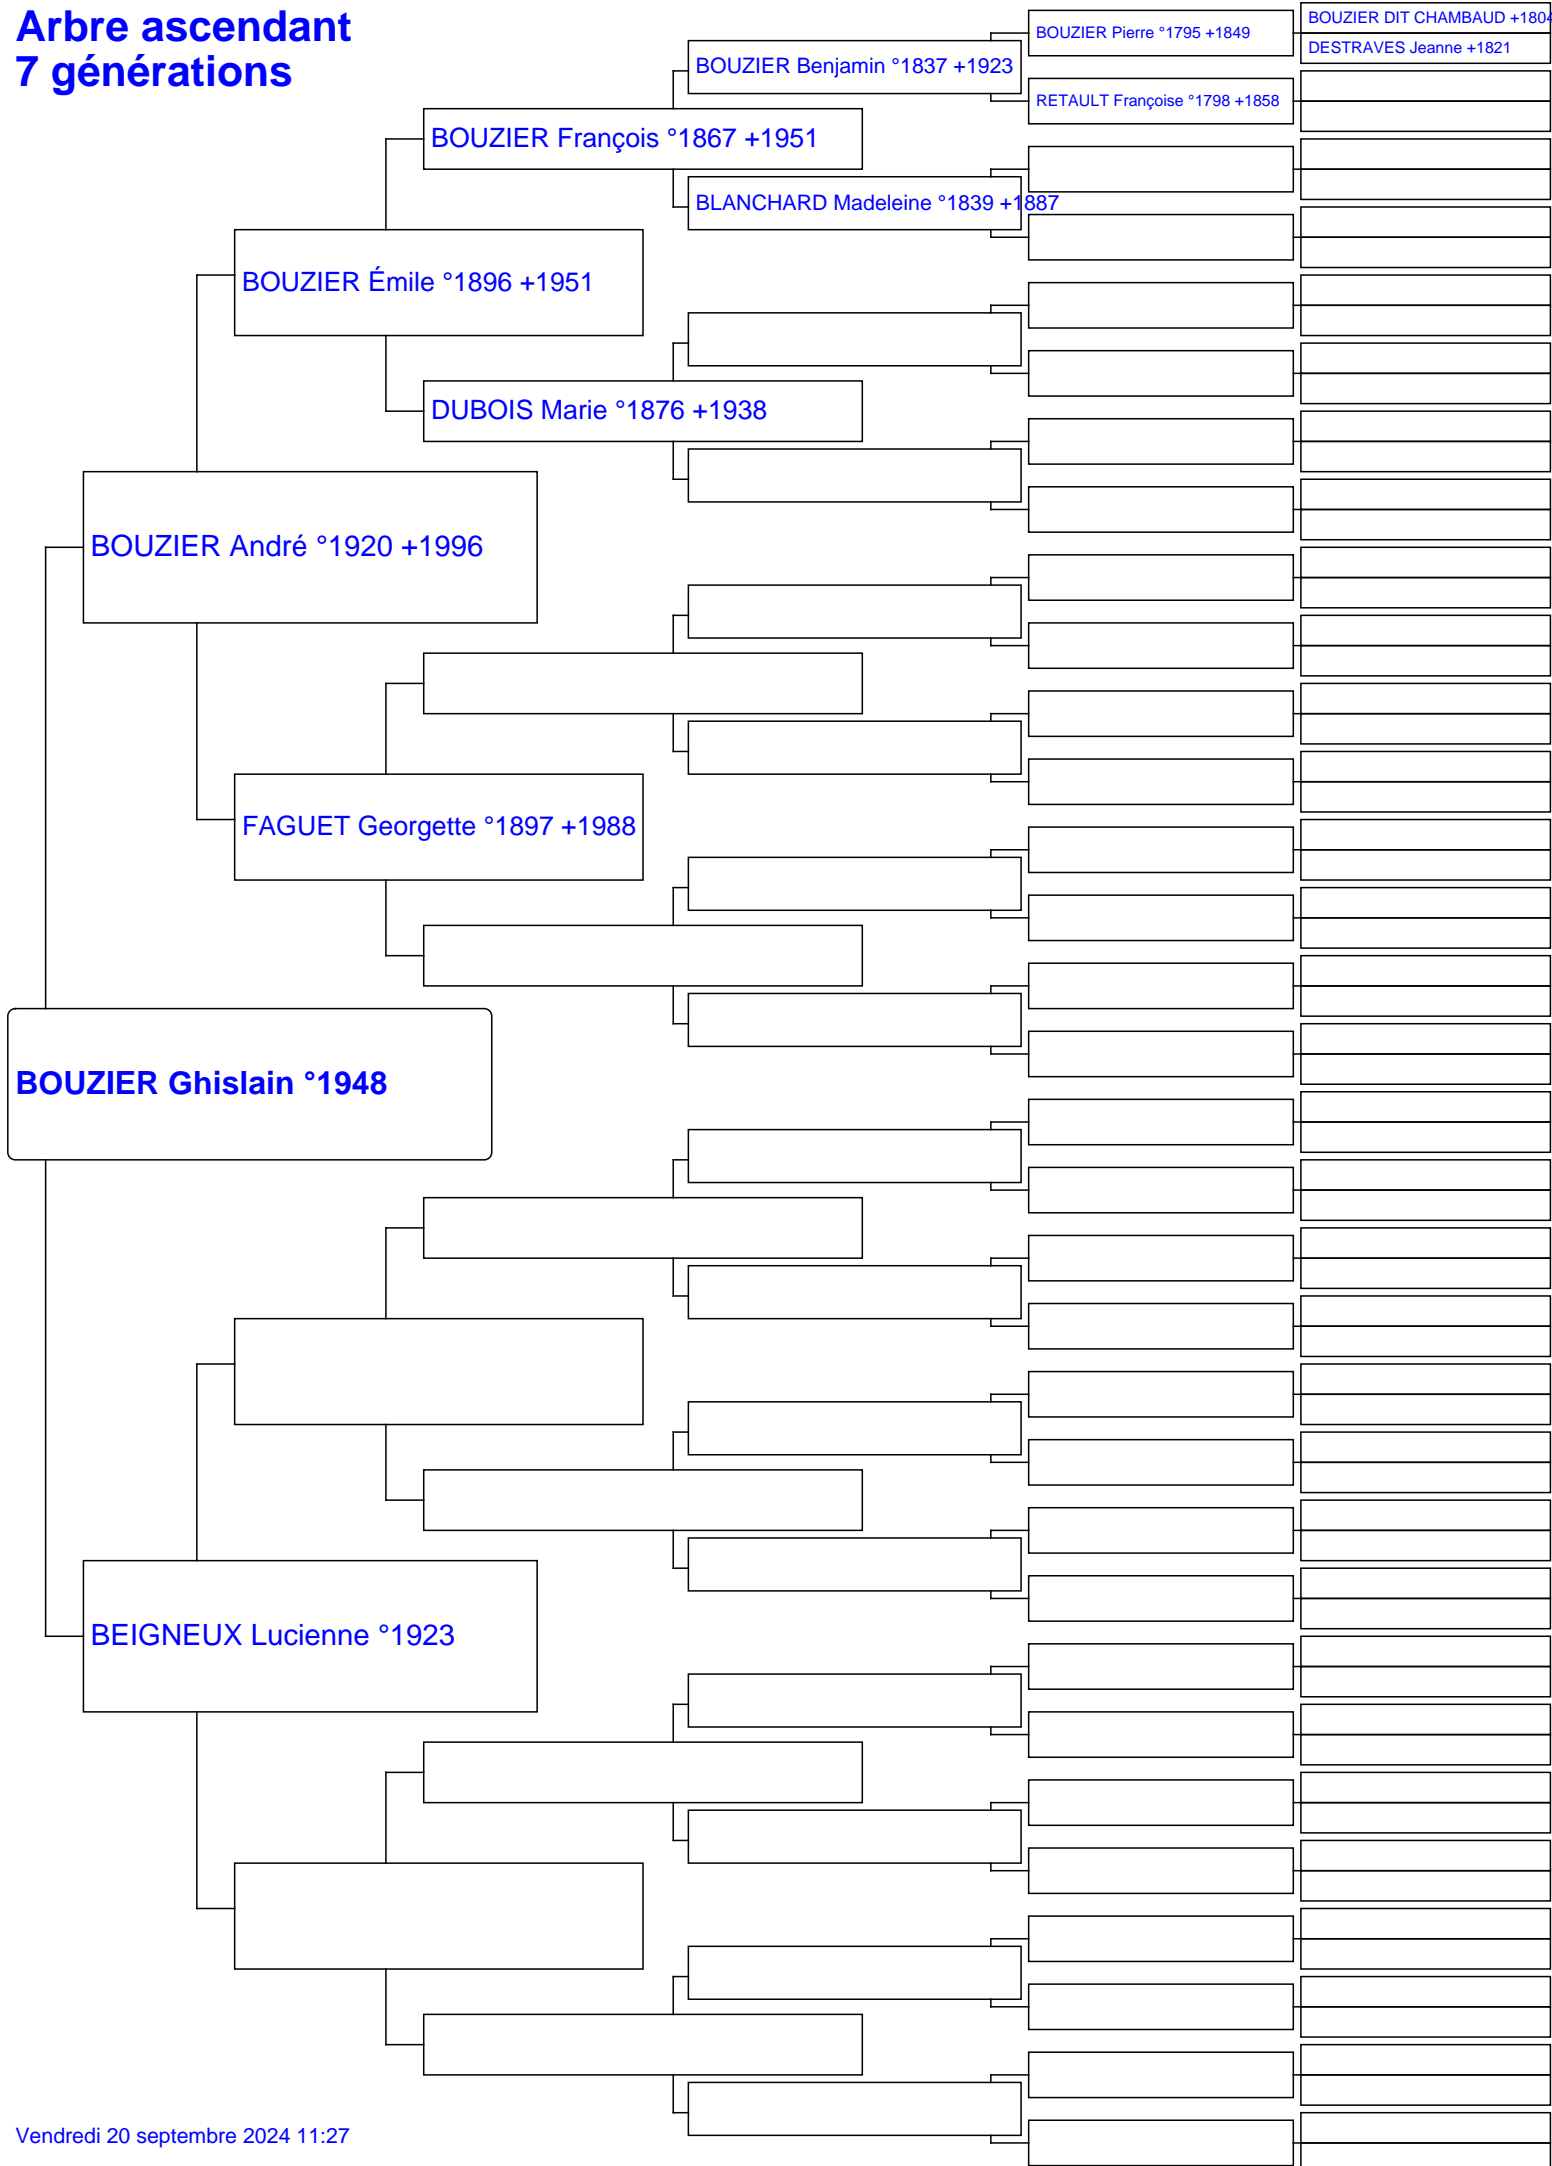 Arbre ascendant
7 générations
BOUZIER Pierre °1795 +1849
BOUZIER DIT CHAMBAUD +1804
DESTRAVES Jeanne +1821
BOUZIER Benjamin °1837 +1923
RETAULT Françoise °1798 +1858
BOUZIER François °1867 +1951
BLANCHARD Madeleine °1839 +1887
BOUZIER Émile °1896 +1951
DUBOIS Marie °1876 +1938
BOUZIER André °1920 +1996
FAGUET Georgette °1897 +1988
BOUZIER Ghislain °1948
BEIGNEUX Lucienne °1923
Vendredi 20 septembre 2024 11:27